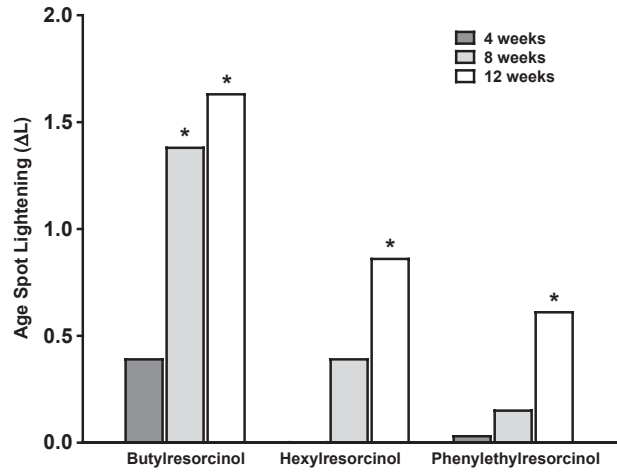 2.0
1.5
1.0
0.5
0.0
Age Spot Lightening (ΔL)
4 weeks
8 weeks
12 weeks
*
*
*
*
Butylresorcinol
Hexylresorcinol
Phenylethylresorcinol